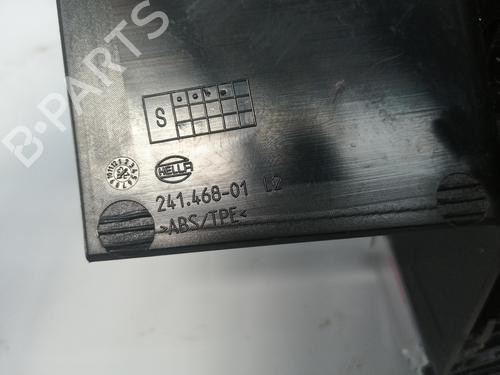 B-PARTS
S
HELLA
241.468-01 L2
>ABS/TPE<